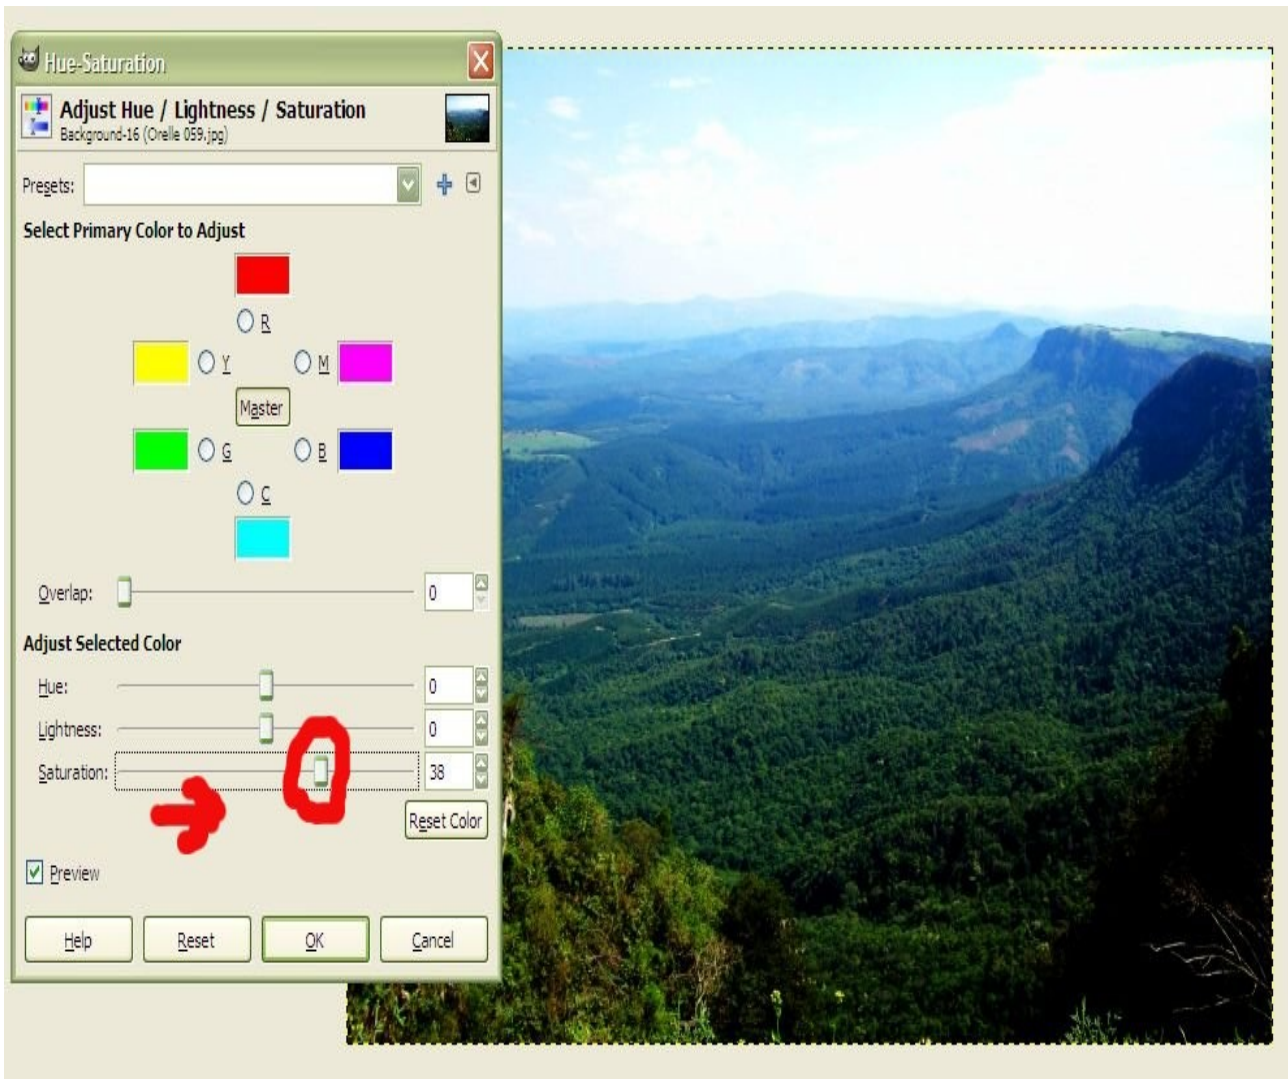 Hue-Saturation
Adjust Hue / Lightness / Saturation
Background-16 (Orelle 059.jpg)
Presets:
Select Primary Color to Adjust
R
Y M
Master
G B
C
Overlap: 0
Adjust Selected Color
Hue: 0
Lightness: 0
Saturation: 38
Reset Color
Preview
Help Reset OK Cancel